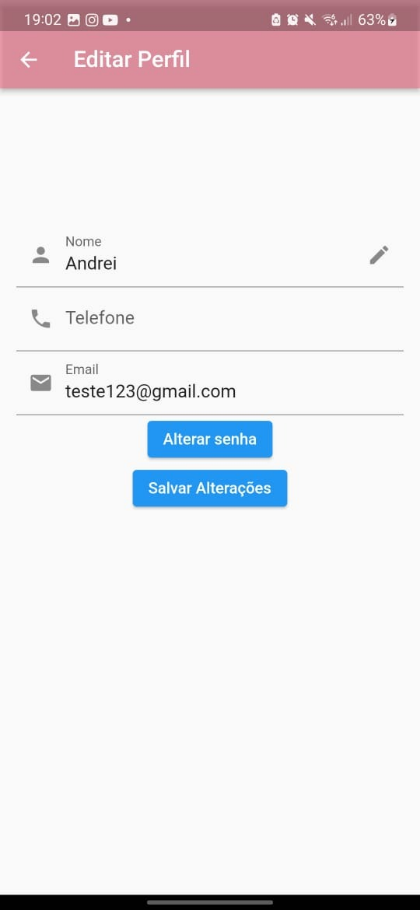 19:02 63%
Editar Perfil
Nome
Andrei
Telefone
Email
teste123@gmail.com
Alterar senha
Salvar Alterações